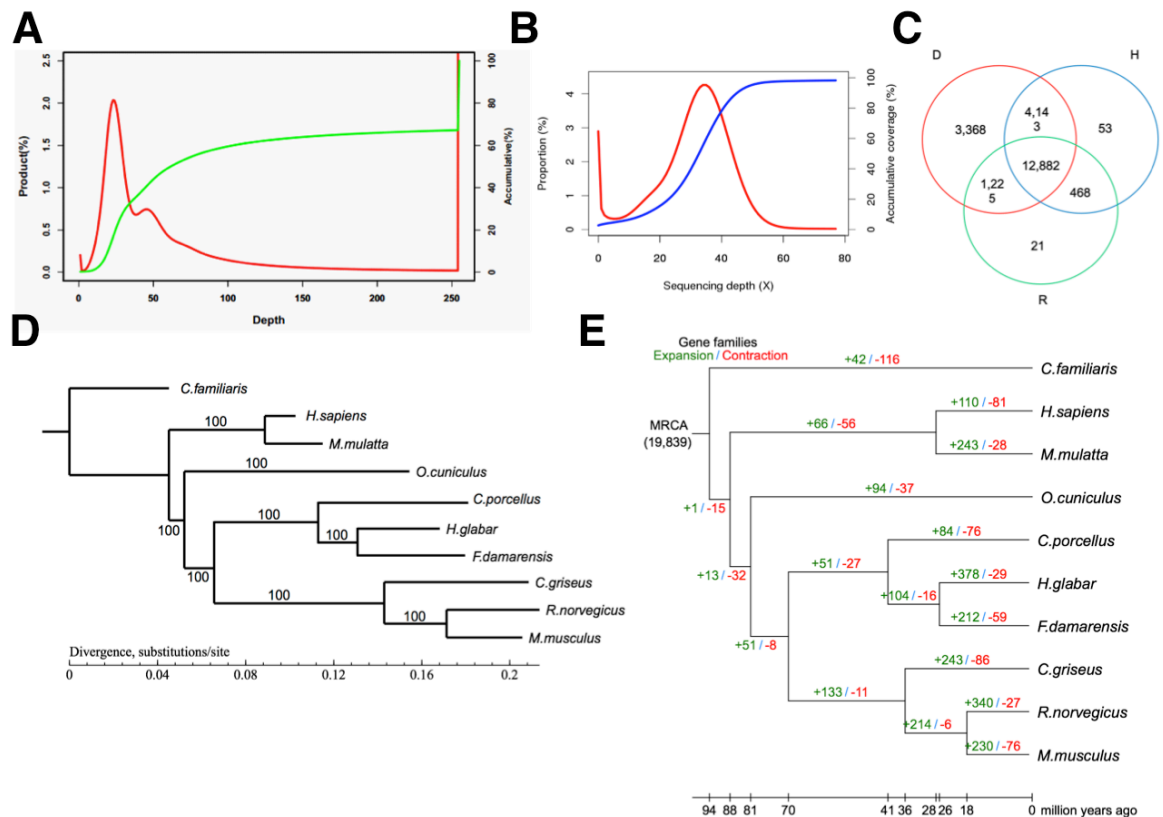 A
B
C
2.5
2.0
1.5
1.0
0.5
0.0
Product(%)
100
80
60
40
20
0
Accumulative(%)
0
50
100
150
200
250
Depth
4
3
2
1
0
Proportion (%)
100
80
60
40
20
0
Accumulative coverage (%)
0
20
40
60
80
Sequencing depth (X)
D
H
3,368
4,14
3
53
12,882
1,22
5
468
21
R
D
C.familiaris
100
H.sapiens
M.mulatta
100
O.cuniculus
100
C.porcellus
100
H.glabar
100
F.damarensis
100
C.griseus
100
R.norvegicus
100
M.musculus
100
Divergence, substitutions/site
0
0.04
0.08
0.12
0.16
0.2
E
Gene families
Expansion / Contraction
MRCA
(19,839)
+42 / -116
C.familiaris
+110 / -81
H.sapiens
+66 / -56
+243 / -28
M.mulatta
+94 / -37
O.cuniculus
+1 / -15
+84 / -76
C.porcellus
+13 / -32
+51 / -27
+378 / -29
H.glabar
+104 / -16
+212 / -59
F.damarensis
+51 / -8
+243 / -86
C.griseus
+133 / -11
+340 / -27
R.norvegicus
+214 / -6
+230 / -76
M.musculus
94 88 81 70 41 36 28 26 18 0 million years ago